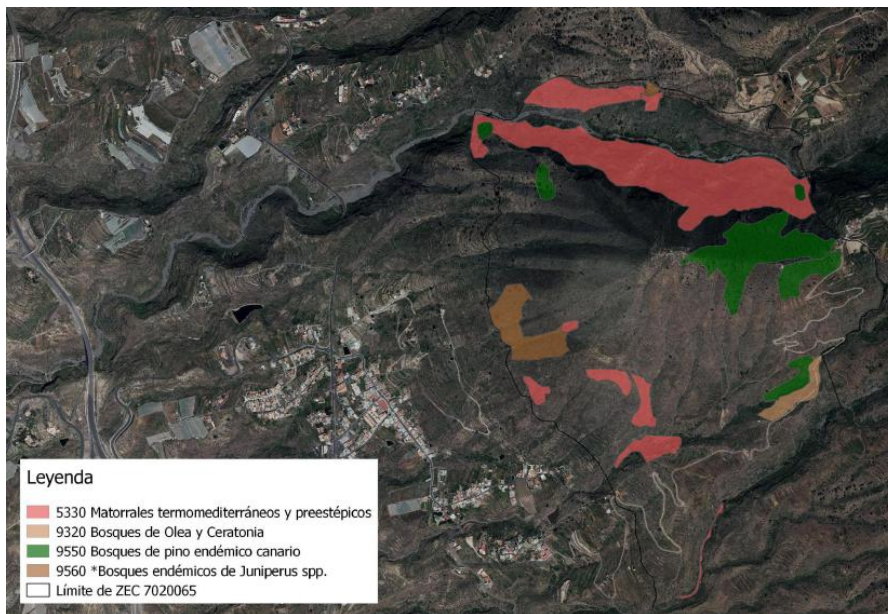 Leyenda
5330 Matorrales termomediterráneos y preestépicos
9320 Bosques de Olea y Ceratonia
9550 Bosques de pino endémico canario
9560 *Bosques endémicos de Juniperus spp.
Límite de ZEC 7020065